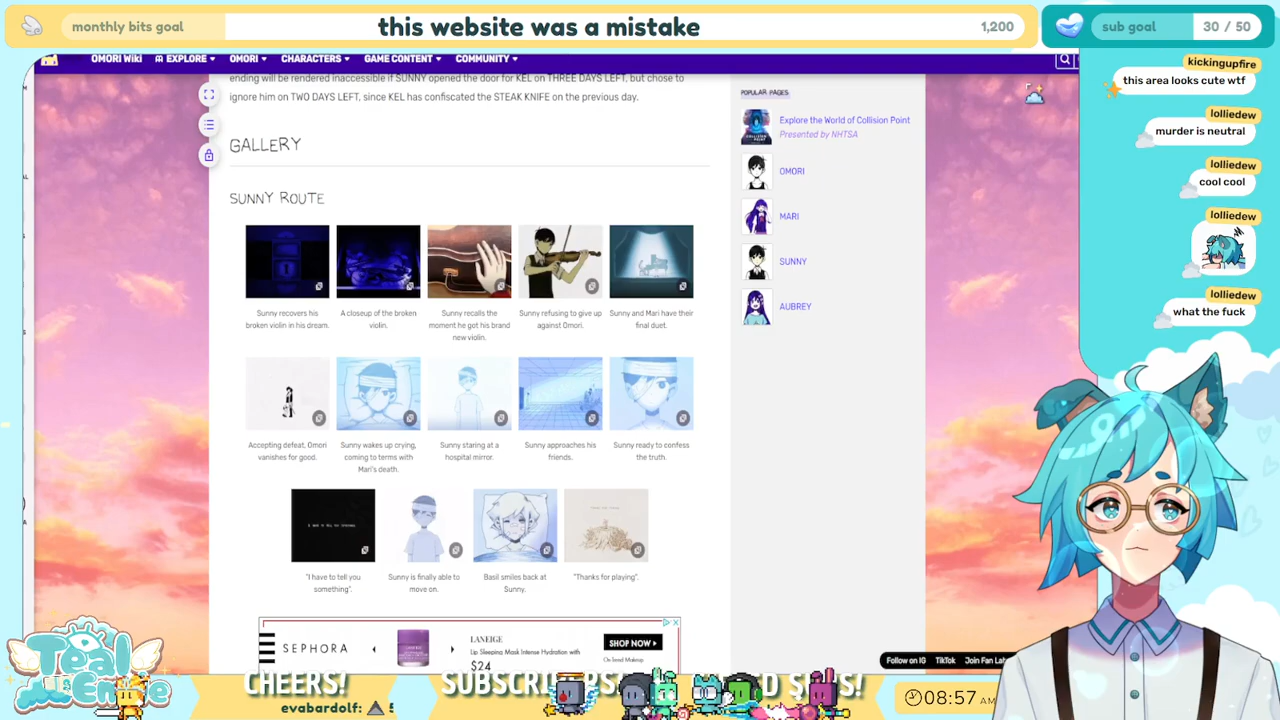 monthly bits goal
this website was a mistake
1,200
sub goal
30 / 50
OMORI Wiki
EXPLORE
OMORI
CHARACTERS
GAME CONTENT
COMMUNITY
ending will be rendered inaccessible if SUNNY opened the door for KEL on THREE DAYS LEFT, but chose to
ignore him on TWO DAYS LEFT, since KEL has confiscated the STEAK KNIFE on the previous day.
GALLERY
SUNNY ROUTE
Sunny recovers his
broken violin in his dream.
A closeup of the broken
violin.
Sunny recalls the
moment he got his brand
new violin.
Sunny refusing to give up
against Omori.
Sunny and Mari have their
final duet.
Accepting defeat, Omori
vanishes for good.
Sunny wakes up crying,
coming to terms with
Mari's death.
Sunny staring at a
hospital mirror.
Sunny approaches his
friends.
Sunny ready to confess
the truth.
"I have to tell you
something".
Sunny is finally able to
move on.
Basil smiles back at
Sunny.
"Thanks for playing".
SEPHORA
LANEIGE
Lip Sleeping Mask Intense Hydration with
$24
SHOP NOW
POPULAR PAGES
Explore the World of Collision Point
Presented by NHTSA
OMORI
MARI
SUNNY
AUBREY
Follow on IG
TikTok
kickingupfire
this area looks cute wtf
lolliedew
murder is neutral
lolliedew
cool cool
lolliedew
lolliedew
what the fuck
Teal
CHEERS!
evabardolf:
08:57 AM